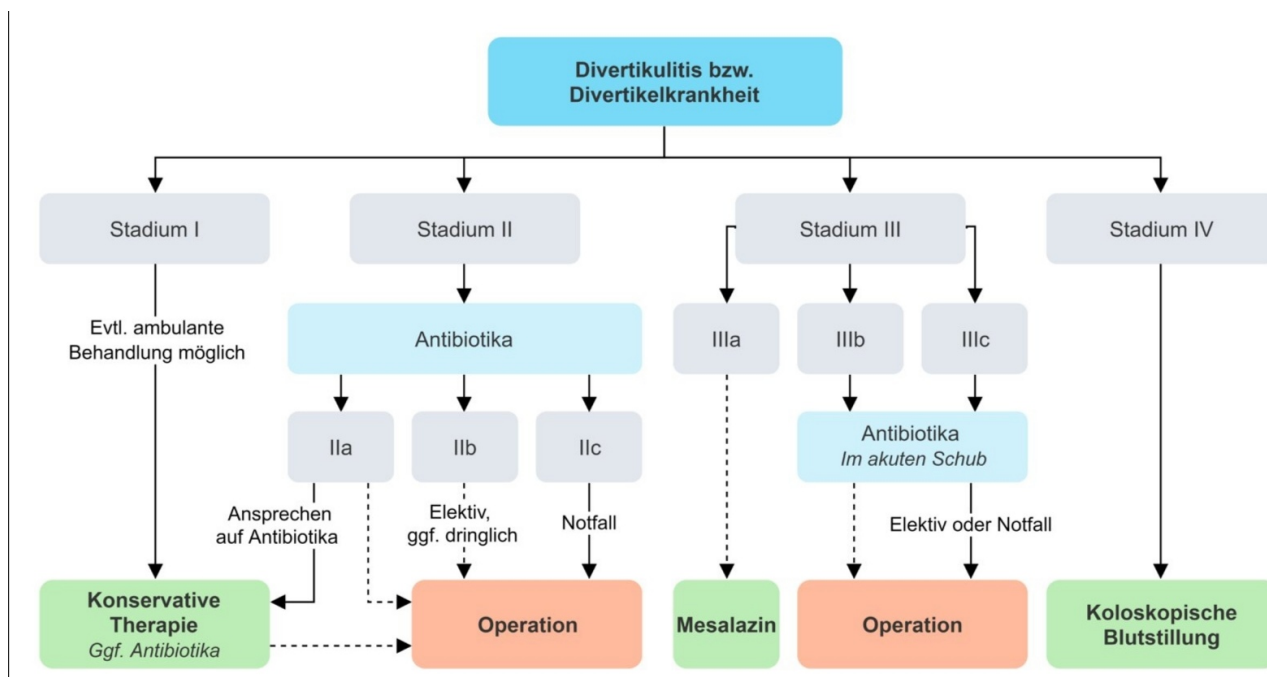 Divertikulitis bzw.
Divertikelkrankheit
Stadium I
Stadium II
Stadium III
Stadium IV
Evtl. ambulante
Behandlung möglich
Antibiotika
IIIa
IIIb
IIIc
IIa
IIb
IIc
Antibiotika
Im akuten Schub
Ansprechen
auf Antibiotika
Elektiv,
ggf. dringlich
Notfall
Elektiv oder Notfall
Konservative
Therapie
Ggf. Antibiotika
Operation
Mesalazin
Operation
Koloskopische
Blutstillung